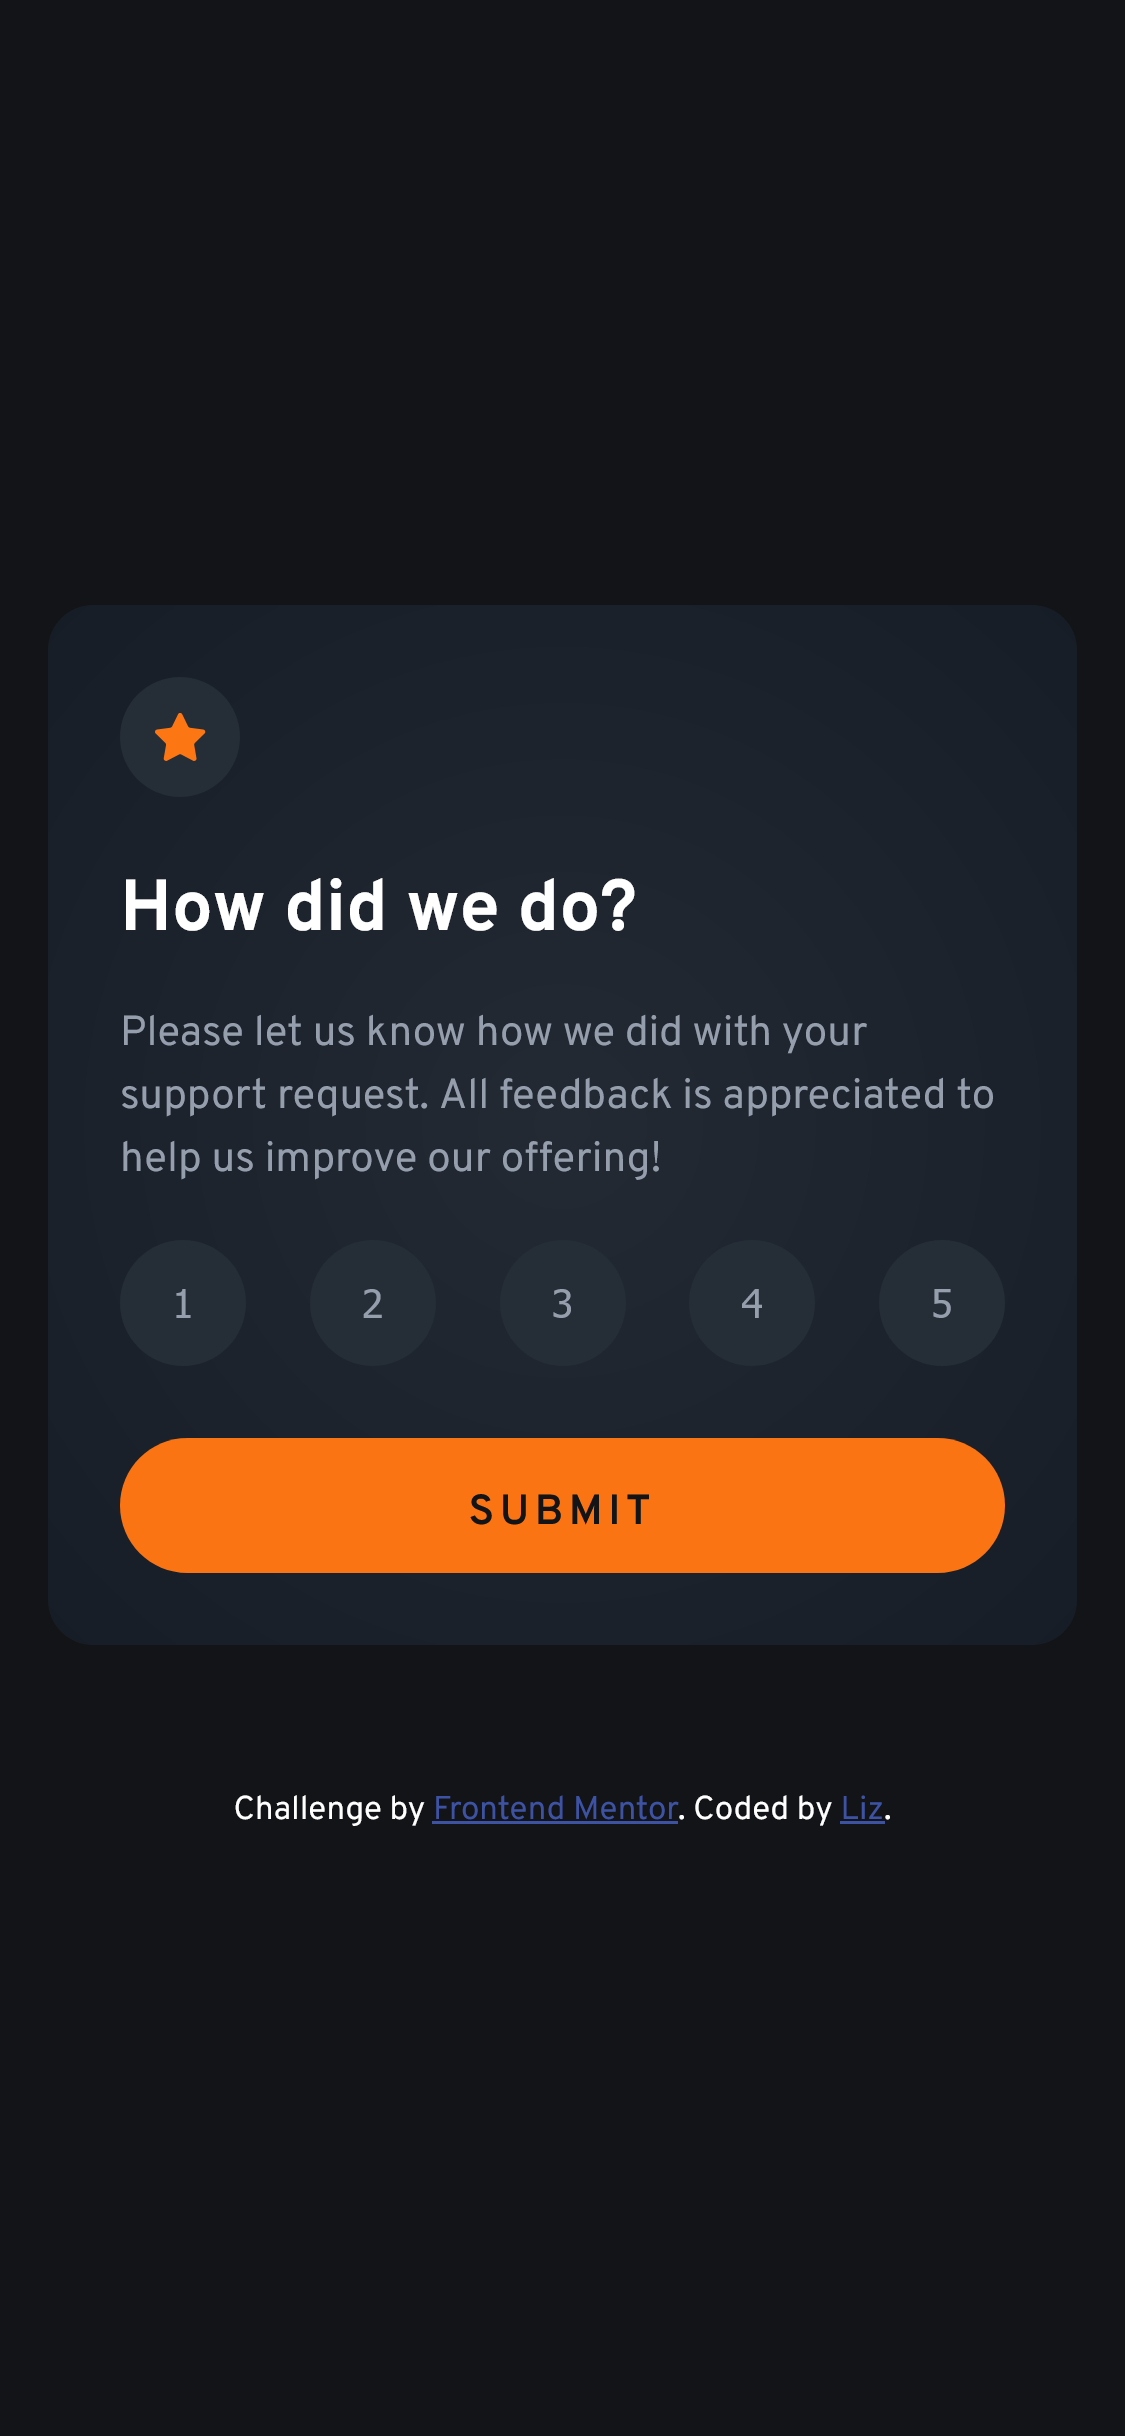 How did we do?
Please let us know how we did with your
support request. All feedback is appreciated to
help us improve our offering!
1 2 3 4 5
SUBMIT
Challenge by Frontend Mentor. Coded by Liz.